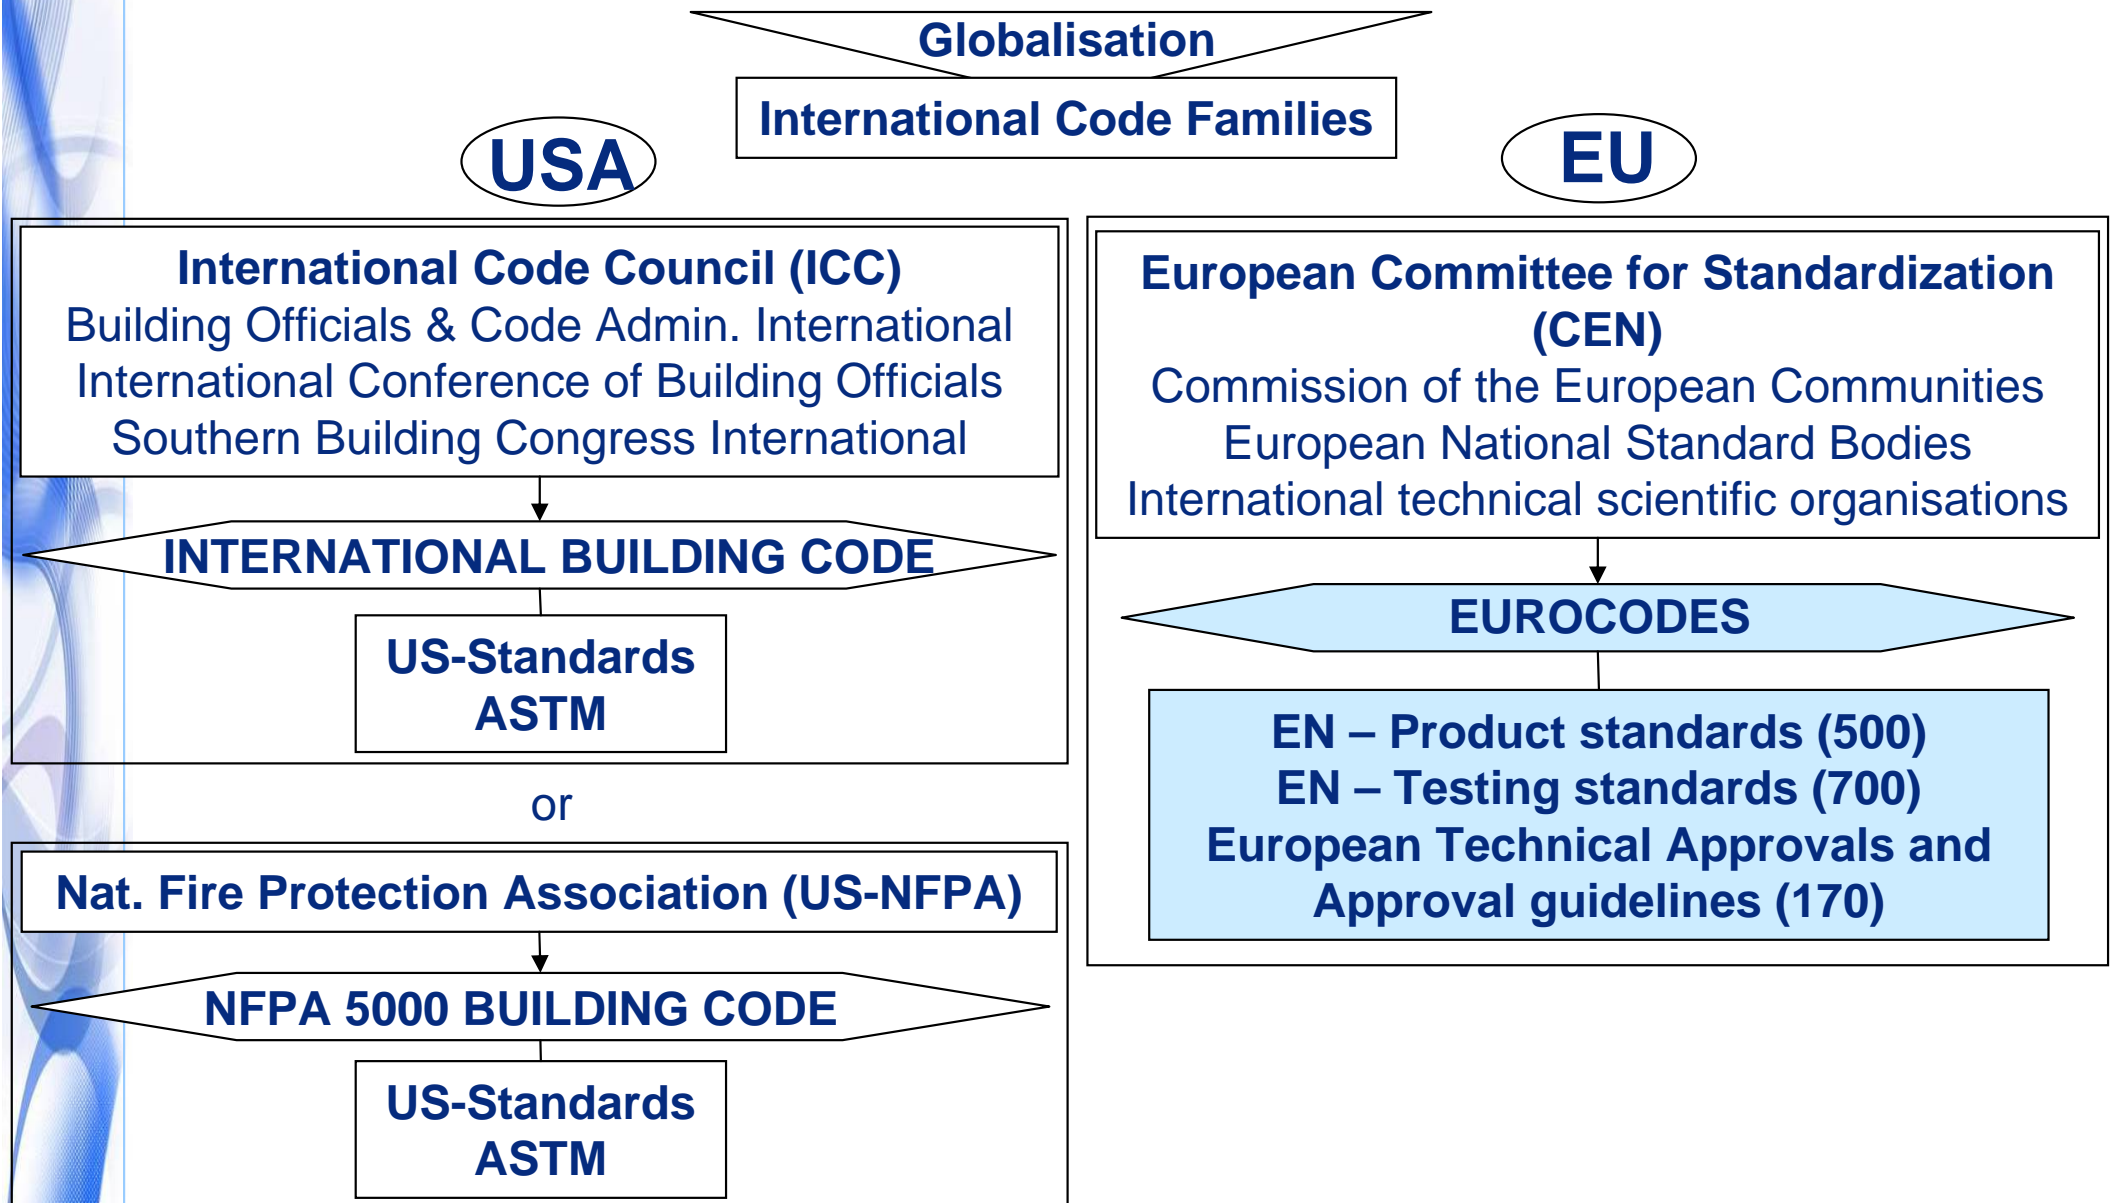 Globalisation
International Code Families
USA
International Code Council (ICC)
Building Officials & Code Admin. International
International Conference of Building Officials
Southern Building Congress International
INTERNATIONAL BUILDING CODE
US-Standards
ASTM
or
Nat. Fire Protection Association (US-NFPA)
NFPA 5000 BUILDING CODE
US-Standards
ASTM
EU
European Committee for Standardization
(CEN)
Commission of the European Communities
European National Standard Bodies
International technical scientific organisations
EUROCODES
EN – Product standards (500)
EN – Testing standards (700)
European Technical Approvals and
Approval guidelines (170)